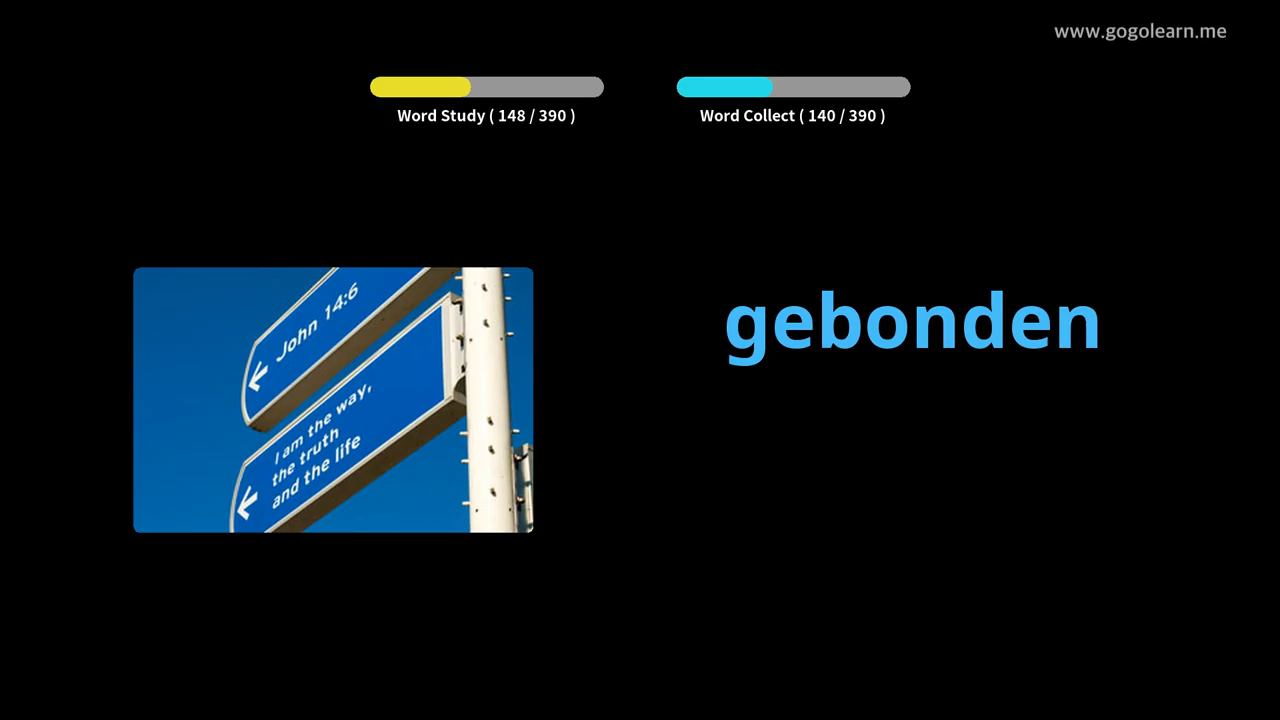 www.gogolearn.me
Word Study ( 148 / 390 )
Word Collect ( 140 / 390 )
John 14:6
I am the way,
the truth
and the life
gebonden